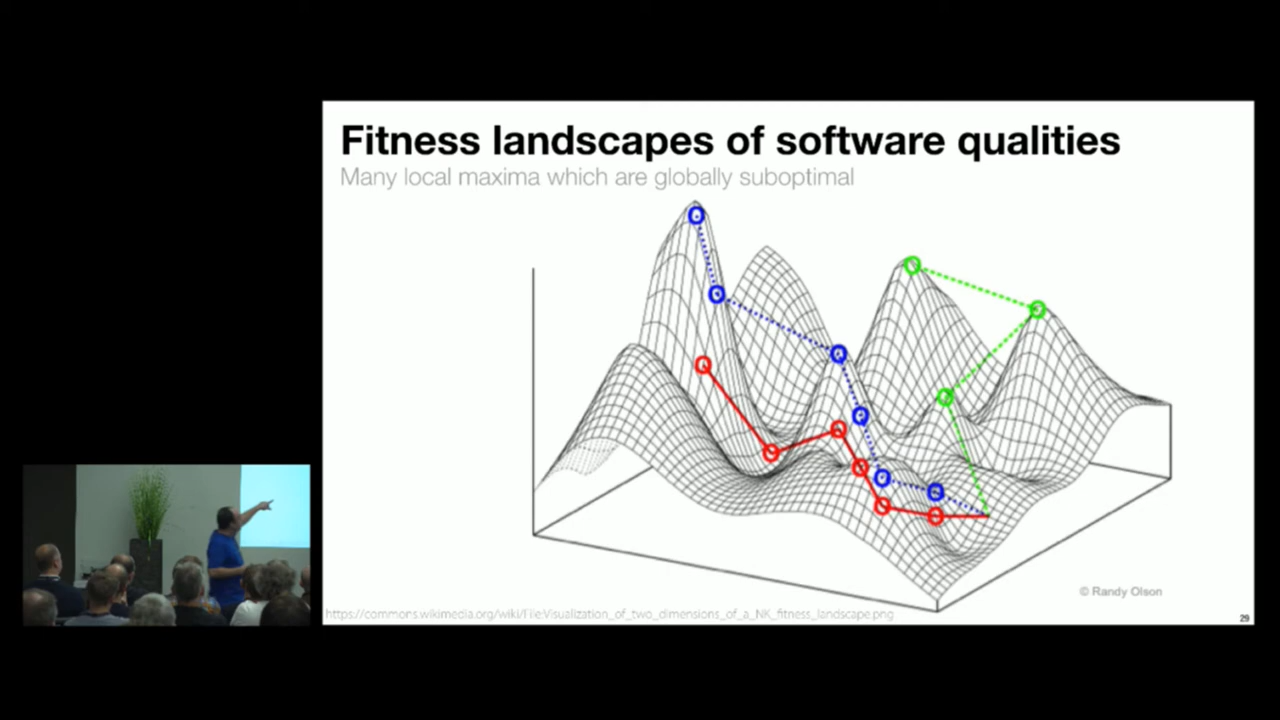 Fitness landscapes of software qualities
Many local maxima which are globally suboptimal
© Randy Olson
https://commons.wikimedia.org/wiki/File:Visualization_of_two_dimensions_of_a_NK_fitness_landscape.png
29